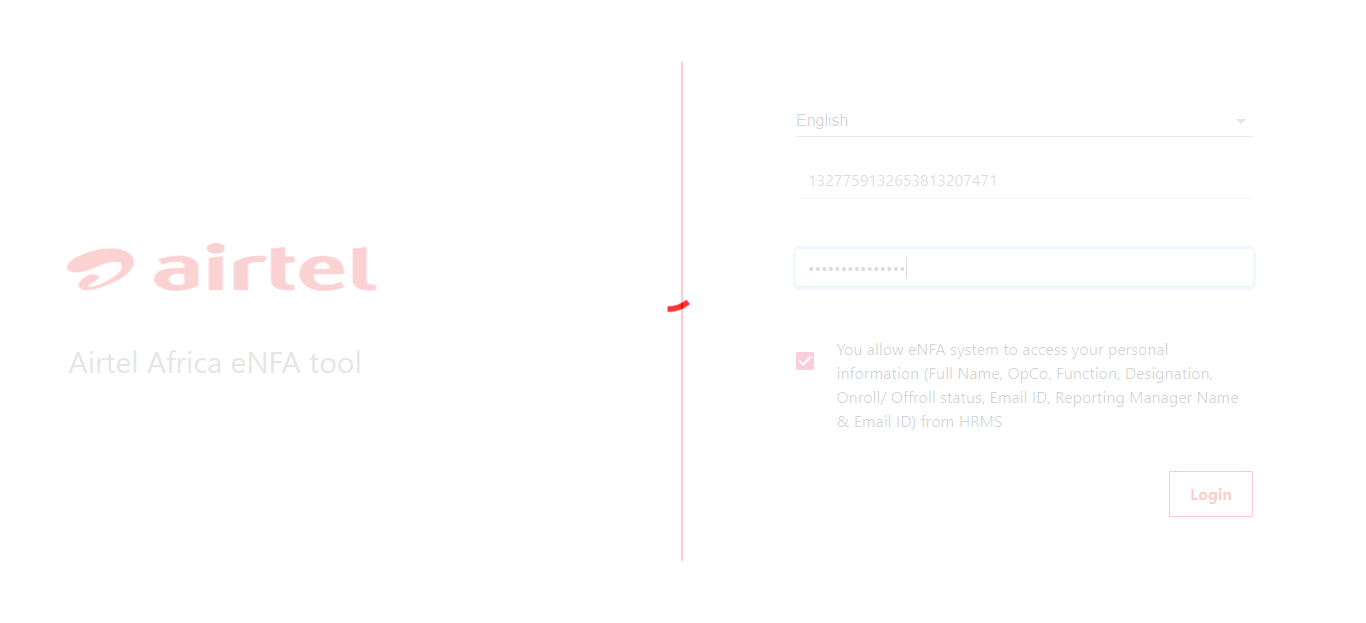 English
1327759132653813207471
airtel
Airtel Africa eNFA tool
You allow eNFA system to access your personal
information (Full Name, OpCo, Function, Designation,
Onroll/ Offroll status, Email ID, Reporting Manager Name
& Email ID) from HRMS
Login